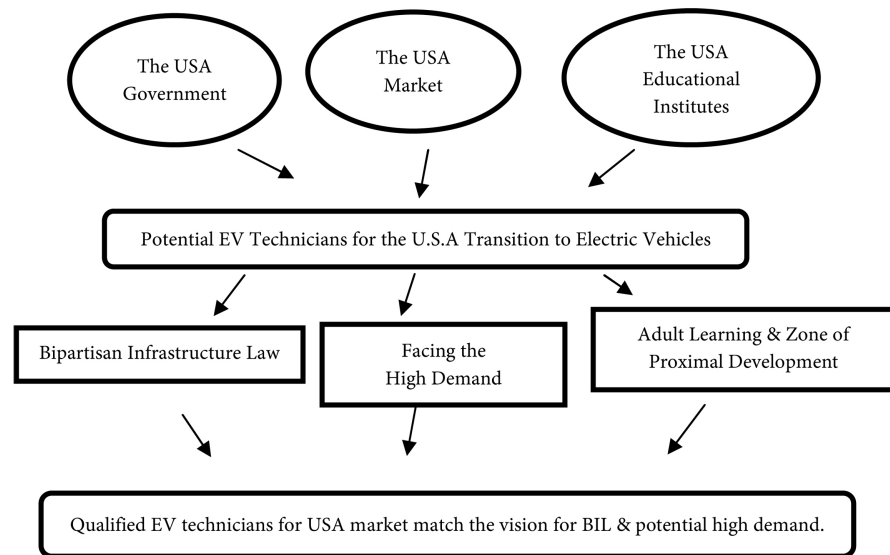 The USA
Government
The USA
Market
The USA
Educational
Institutes
Potential EV Technicians for the U.S.A Transition to Electric Vehicles
Bipartisan Infrastructure Law
Facing the
High Demand
Adult Learning & Zone of
Proximal Development
Qualified EV technicians for USA market match the vision for BIL & potential high demand.